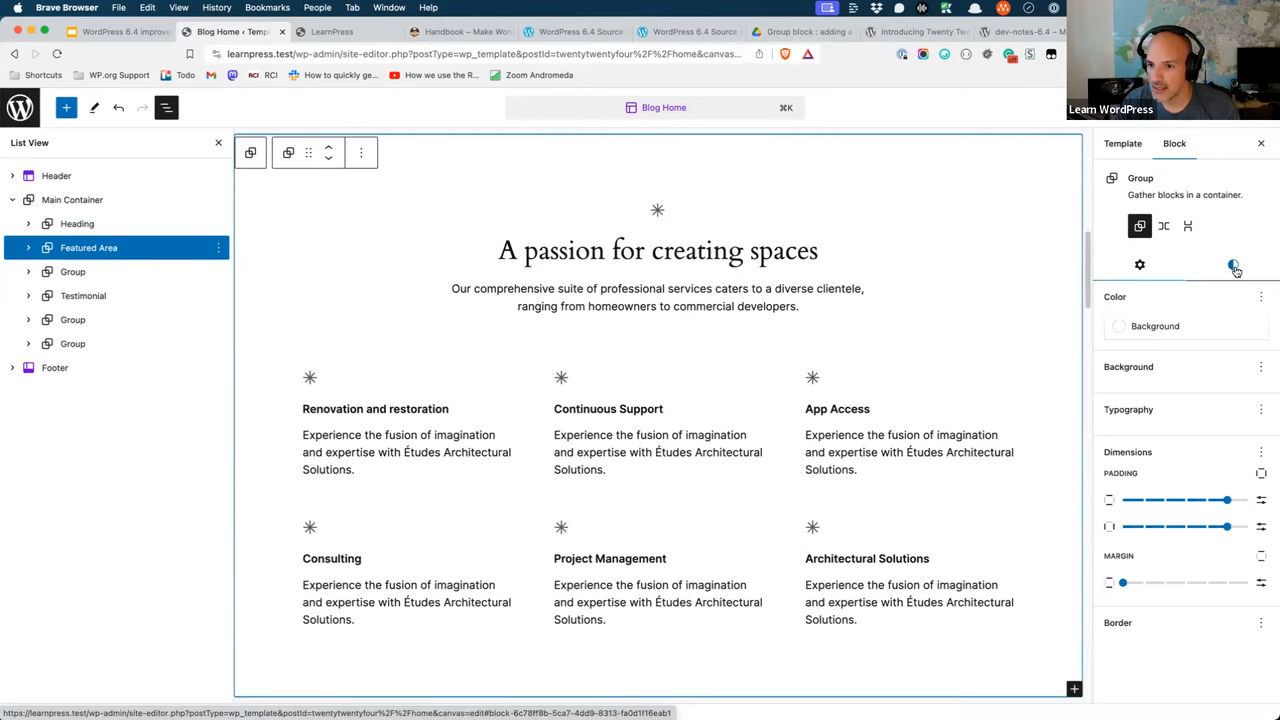 Brave Browser File Edit View History Bookmarks People Tab Window Help
WordPress 6.4 improve
Blog Home ‹ Templ
LearnPress
Handbook – Make Wor
WordPress 6.4 Source
WordPress 6.4 Source
Group block : adding a
Introducing Twenty Tw
dev-notes-6.4 – M
learnpress.test/wp-admin/site-editor.php?postType=wp_template&postId=twentytwentyfour%2F%2Fhome&canvas...
Shortcuts
WP.org Support
Todo
RCI
RCI
How to quickly ge...
How we use the R...
Zoom Andromeda
Learn WordPress
Blog Home
⌘K
List View
Header
Main Container
Heading
Featured Area
Group
Testimonial
Group
Group
Footer
A passion for creating spaces
Our comprehensive suite of professional services caters to a diverse clientele,
ranging from homeowners to commercial developers.
Renovation and restoration
Experience the fusion of imagination
and expertise with Études Architectural
Solutions.
Continuous Support
Experience the fusion of imagination
and expertise with Études Architectural
Solutions.
App Access
Experience the fusion of imagination
and expertise with Études Architectural
Solutions.
Consulting
Experience the fusion of imagination
and expertise with Études Architectural
Solutions.
Project Management
Experience the fusion of imagination
and expertise with Études Architectural
Solutions.
Architectural Solutions
Experience the fusion of imagination
and expertise with Études Architectural
Solutions.
Template
Block
Group
Gather blocks in a container.
Color
Background
Background
Typography
Dimensions
PADDING
MARGIN
Border
https://learnpress.test/wp-admin/site-editor.php?postType=wp_template&postId=twentytwentyfour%2F%2Fhome&canvas=edit#block-6c78ff8b-5ca7-4dd9-8313-fa0d1f16eab1